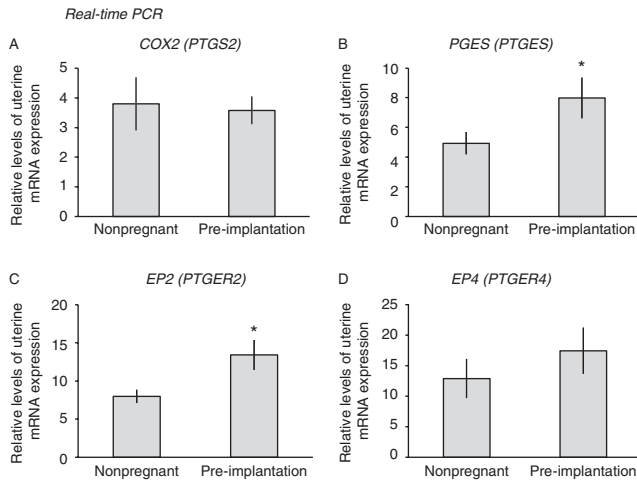 Real-time PCR
A
COX2 (PTGS2)
Relative levels of uterine
mRNA expression
5
4
3
2
1
0
Nonpregnant
Pre-implantation
B
PGES (PTGES)
Relative levels of uterine
mRNA expression
10
8
6
4
2
0
*
Nonpregnant
Pre-implantation
C
EP2 (PTGER2)
Relative levels of uterine
mRNA expression
20
15
10
5
0
*
Nonpregnant
Pre-implantation
D
EP4 (PTGER4)
Relative levels of uterine
mRNA expression
25
20
15
10
5
0
Nonpregnant
Pre-implantation